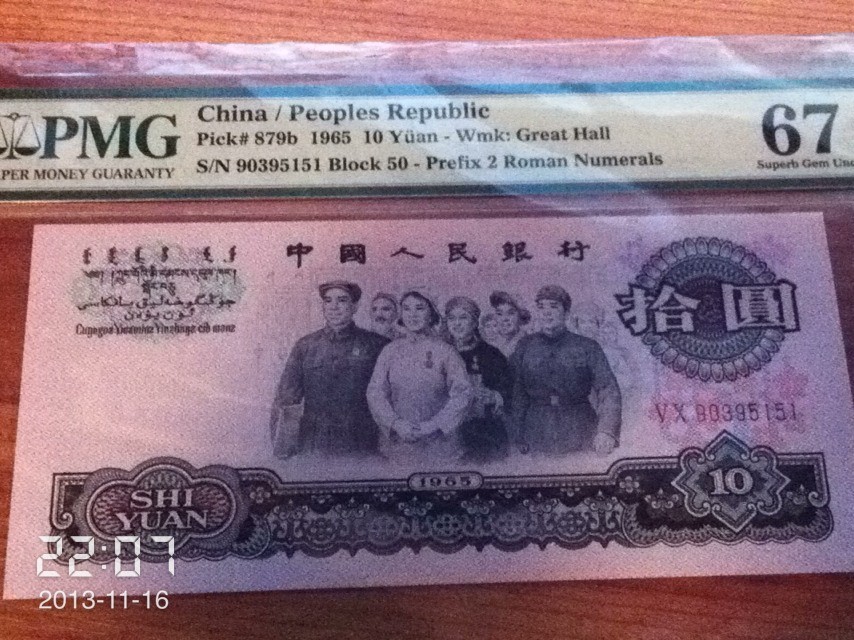 PMG
PER MONEY GUARANTY
China / Peoples Republic
Pick# 879b 1965 10 Yüan - Wmk: Great Hall
S/N 90395151 Block 50 - Prefix 2 Roman Numerals
67
Superb Gem Unc
中國人民銀行
拾圓
VX 90395151
1965
SHI
YUAN
10
22:07
2013-11-16